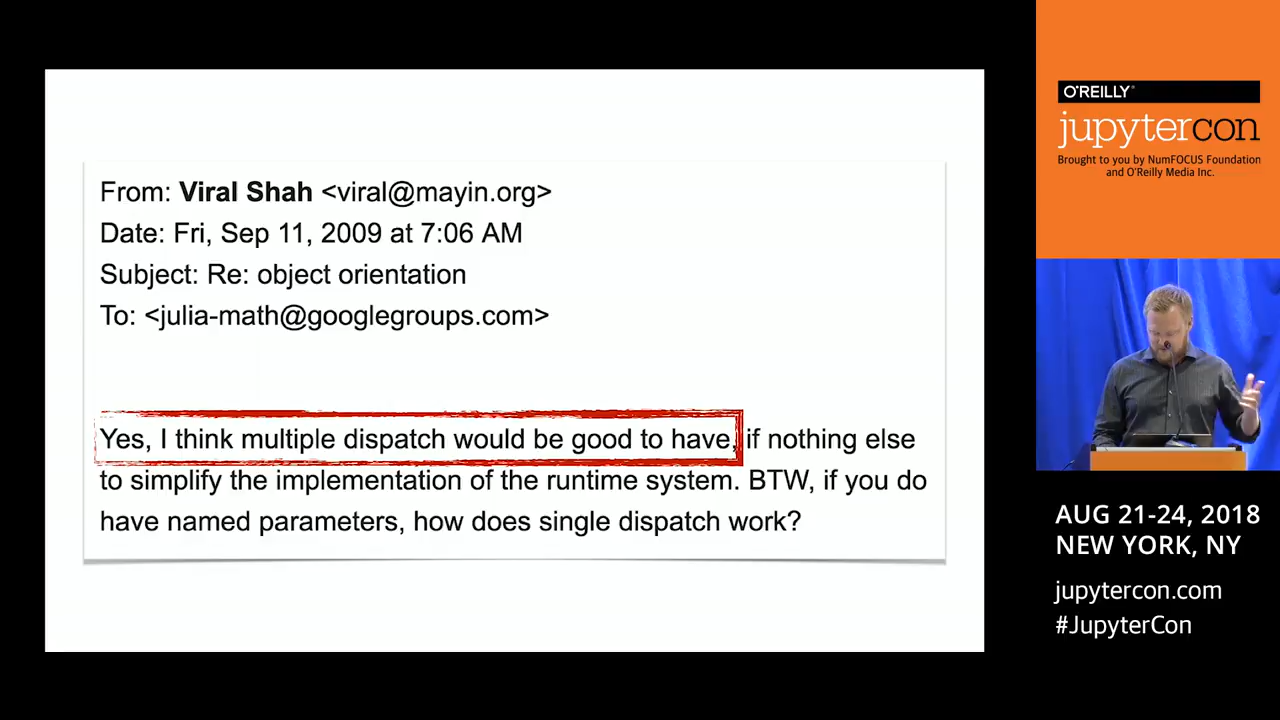 From: Viral Shah <viral@mayin.org>
Date: Fri, Sep 11, 2009 at 7:06 AM
Subject: Re: object orientation
To: <julia-math@googlegroups.com>
Yes, I think multiple dispatch would be good to have, if nothing else
to simplify the implementation of the runtime system. BTW, if you do
have named parameters, how does single dispatch work?
O'REILLY®
jupytercon
Brought to you by NumFOCUS Foundation
and O'Reilly Media Inc.
AUG 21-24, 2018
NEW YORK, NY
jupytercon.com
#JupyterCon